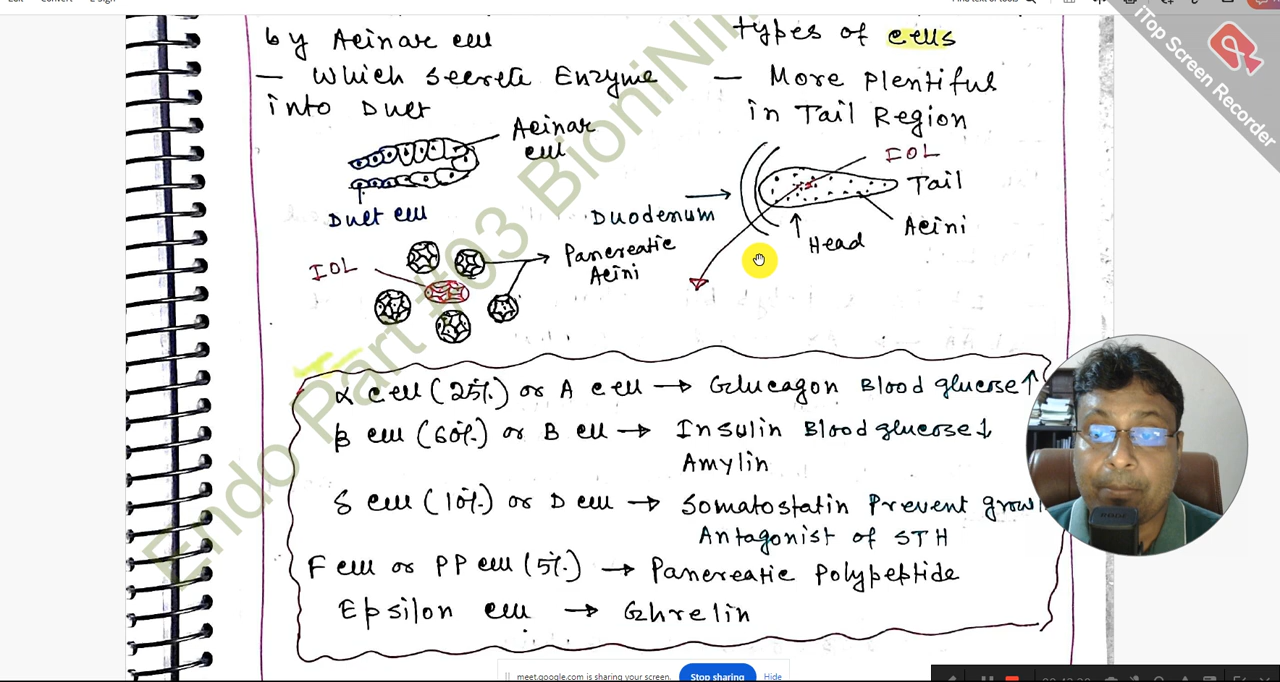 by Acinar cell
— Which secrete Enzyme
into Duct
Acinar
cell
Duct cell
IOL
Pancreatic
Acini
types of cells
— More Plentiful
in Tail Region
IOL
Tail
Duodenum
Acini
Head
α cell (25%) or A cell → Glucagon Blood glucose ↑
β cell (60%) or B cell → Insulin Blood glucose ↓
Amylin
δ cell (10%) or D cell → Somatostatin Prevent grow
Antagonist of STH
F cell or PP cell (5%) → Pancreatic Polypeptide
Epsilon cell → Ghrelin
Endo Part #03 BioniNin
iTop Screen Recorder
meet.google.com is sharing your screen.
Stop sharing
Hide